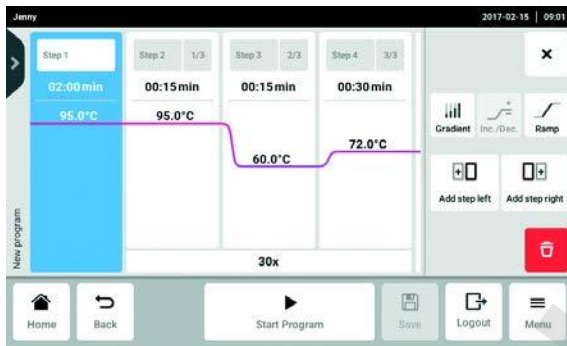 Jenny
2017-02-15 | 09:01
Step 1
Step 2 1/3
Step 3 2/3
Step 4 3/3
02:00 min
00:15 min
00:15 min
00:30 min
95.0°C
95.0°C
60.0°C
72.0°C
30x
New program
Gradient
Inc./Dec.
Ramp
Add step left
Add step right
Home
Back
Start Program
Save
Logout
Menu